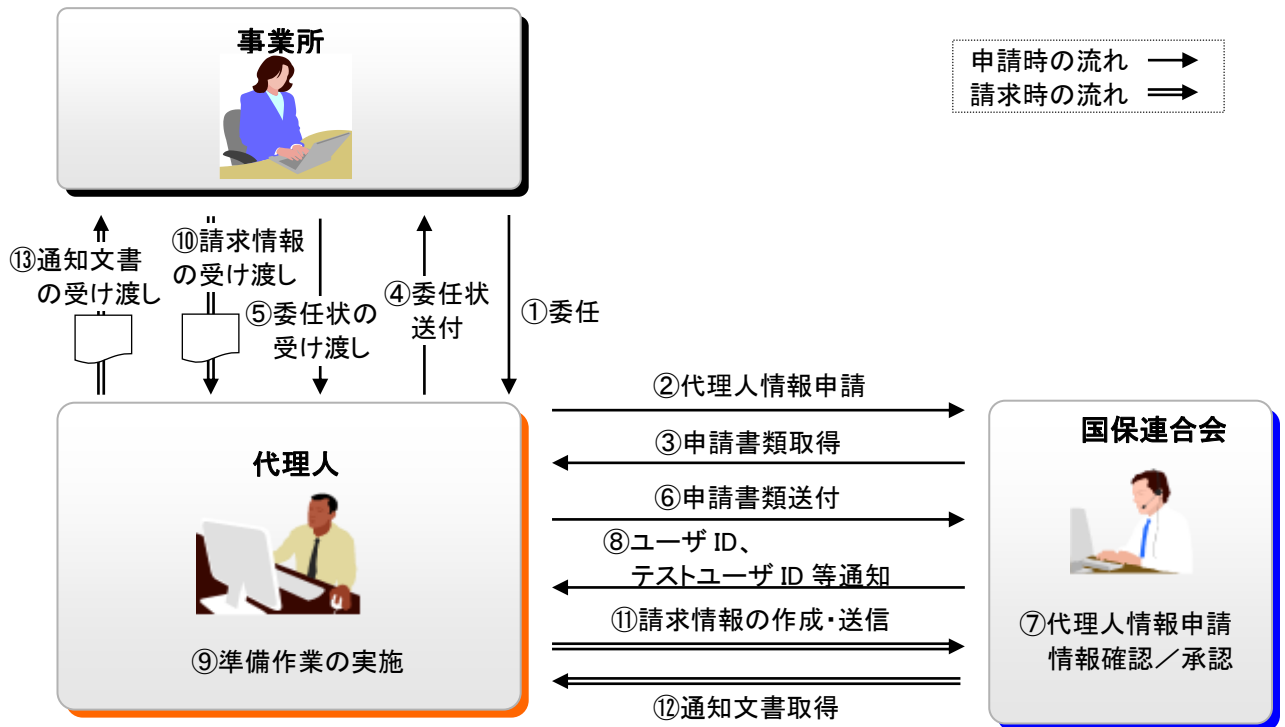 事業所
申請時の流れ
請求時の流れ
⑬通知文書
の受け渡し
⑩請求情報
の受け渡し
⑤委任状の
受け渡し
④委任状
送付
①委任
代理人
⑨準備作業の実施
②代理人情報申請
③申請書類取得
⑥申請書類送付
⑧ユーザ ID、
テストユーザ ID 等通知
⑪請求情報の作成・送信
⑫通知文書取得
国保連合会
⑦代理人情報申請
情報確認／承認